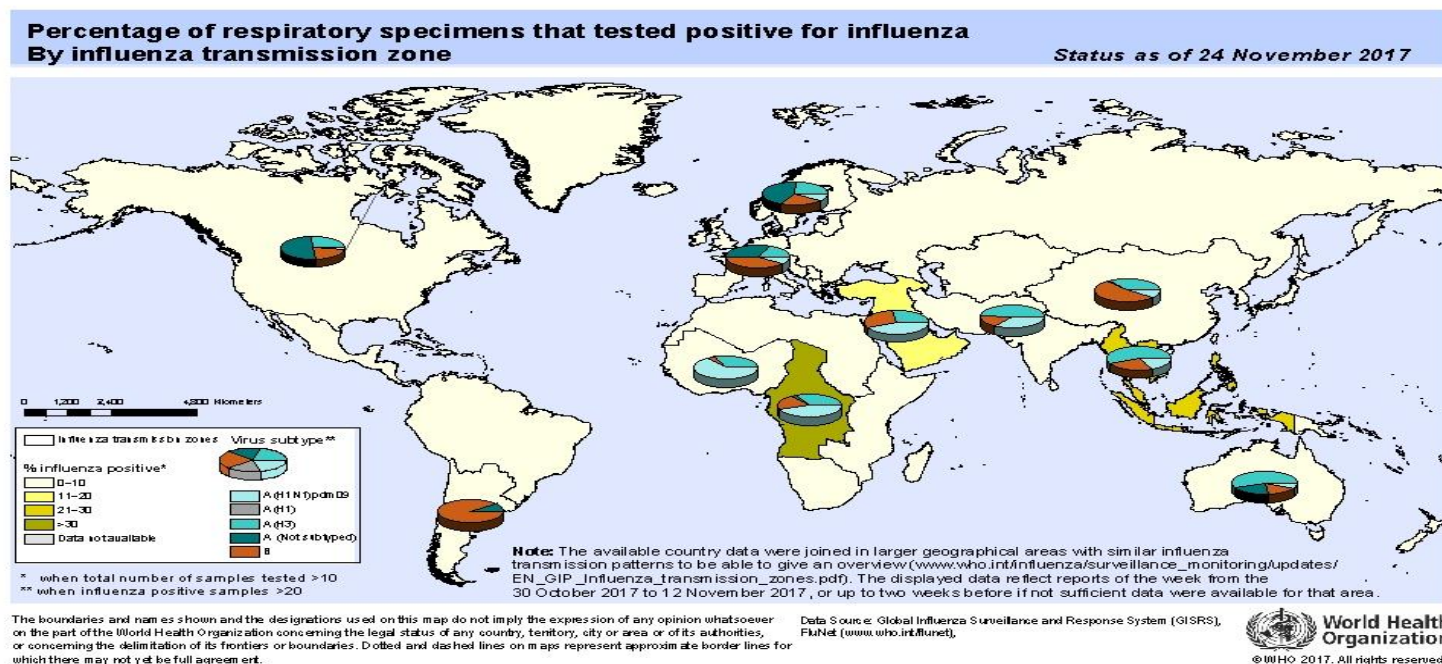 Percentage of respiratory specimens that tested positive for influenza
By influenza transmission zone
Status as of 24 November 2017
0 1,200 2,400 4,800 Kilometers
Influenza transmission zones
Virus subtype**
% influenza positive*
0-10
11-20
21-30
>30
Data not available
A(H1N1)pdm09
A(H1)
A(H3)
A (Not subtyped)
B
* when total number of samples tested >10
** when influenza positive samples >20
Note: The available country data were joined in larger geographical areas with similar influenza
transmission patterns to be able to give an overview (www.who.int/influenza/surveillance_monitoring/updates/
EN_GIP_Influenza_transmission_zones.pdf). The displayed data reflect reports of the week from the
30 October 2017 to 12 November 2017, or up to two weeks before if not sufficient data were available for that area.
The boundaries and names shown and the designations used on this map do not imply the expression of any opinion whatsoever
on the part of the World Health Organization concerning the legal status of any country, territory, city or area or of its authorities,
or concerning the delimitation of its frontiers or boundaries. Dotted and dashed lines on maps represent approximate border lines for
which there may not yet be full agreement.
Data Source: Global Influenza Surveillance and Response System (GISRS),
FluNet (www.who.int/flunet),
World Health
Organization
©WHO 2017. All rights reserved